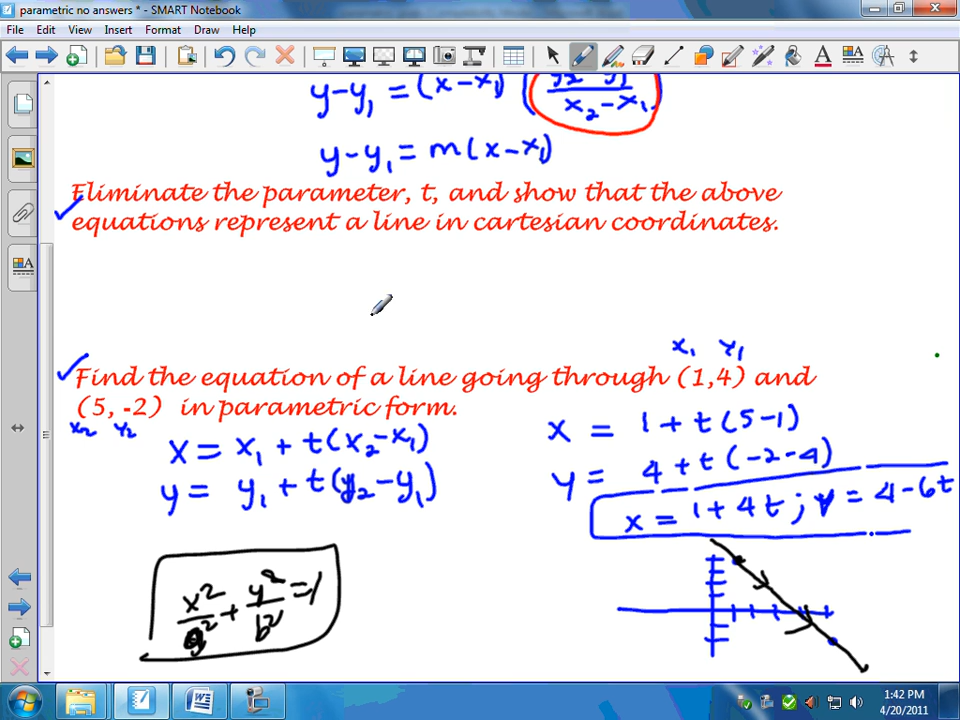 parametric no answers * - SMART Notebook
File Edit View Insert Format Tools Draw Help
y-y₁ = (x-x₁) (y₂-y₁ / x₂-x₁)
y-y₁ = m(x-x₁)
Eliminate the parameter, t, and show that the above
equations represent a line in cartesian coordinates.
x₁ y₁
Find the equation of a line going through (1,4) and
(5, -2) in parametric form.
x₂ y₂
x = x₁ + t(x₂-x₁)
y = y₁ + t(y₂-y₁)
x = 1 + t(5-1)
y = 4 + t(-2-4)
x = 1 + 4t; y = 4-6t
x²/a² + y²/b² = 1
1:42 PM
4/20/2011